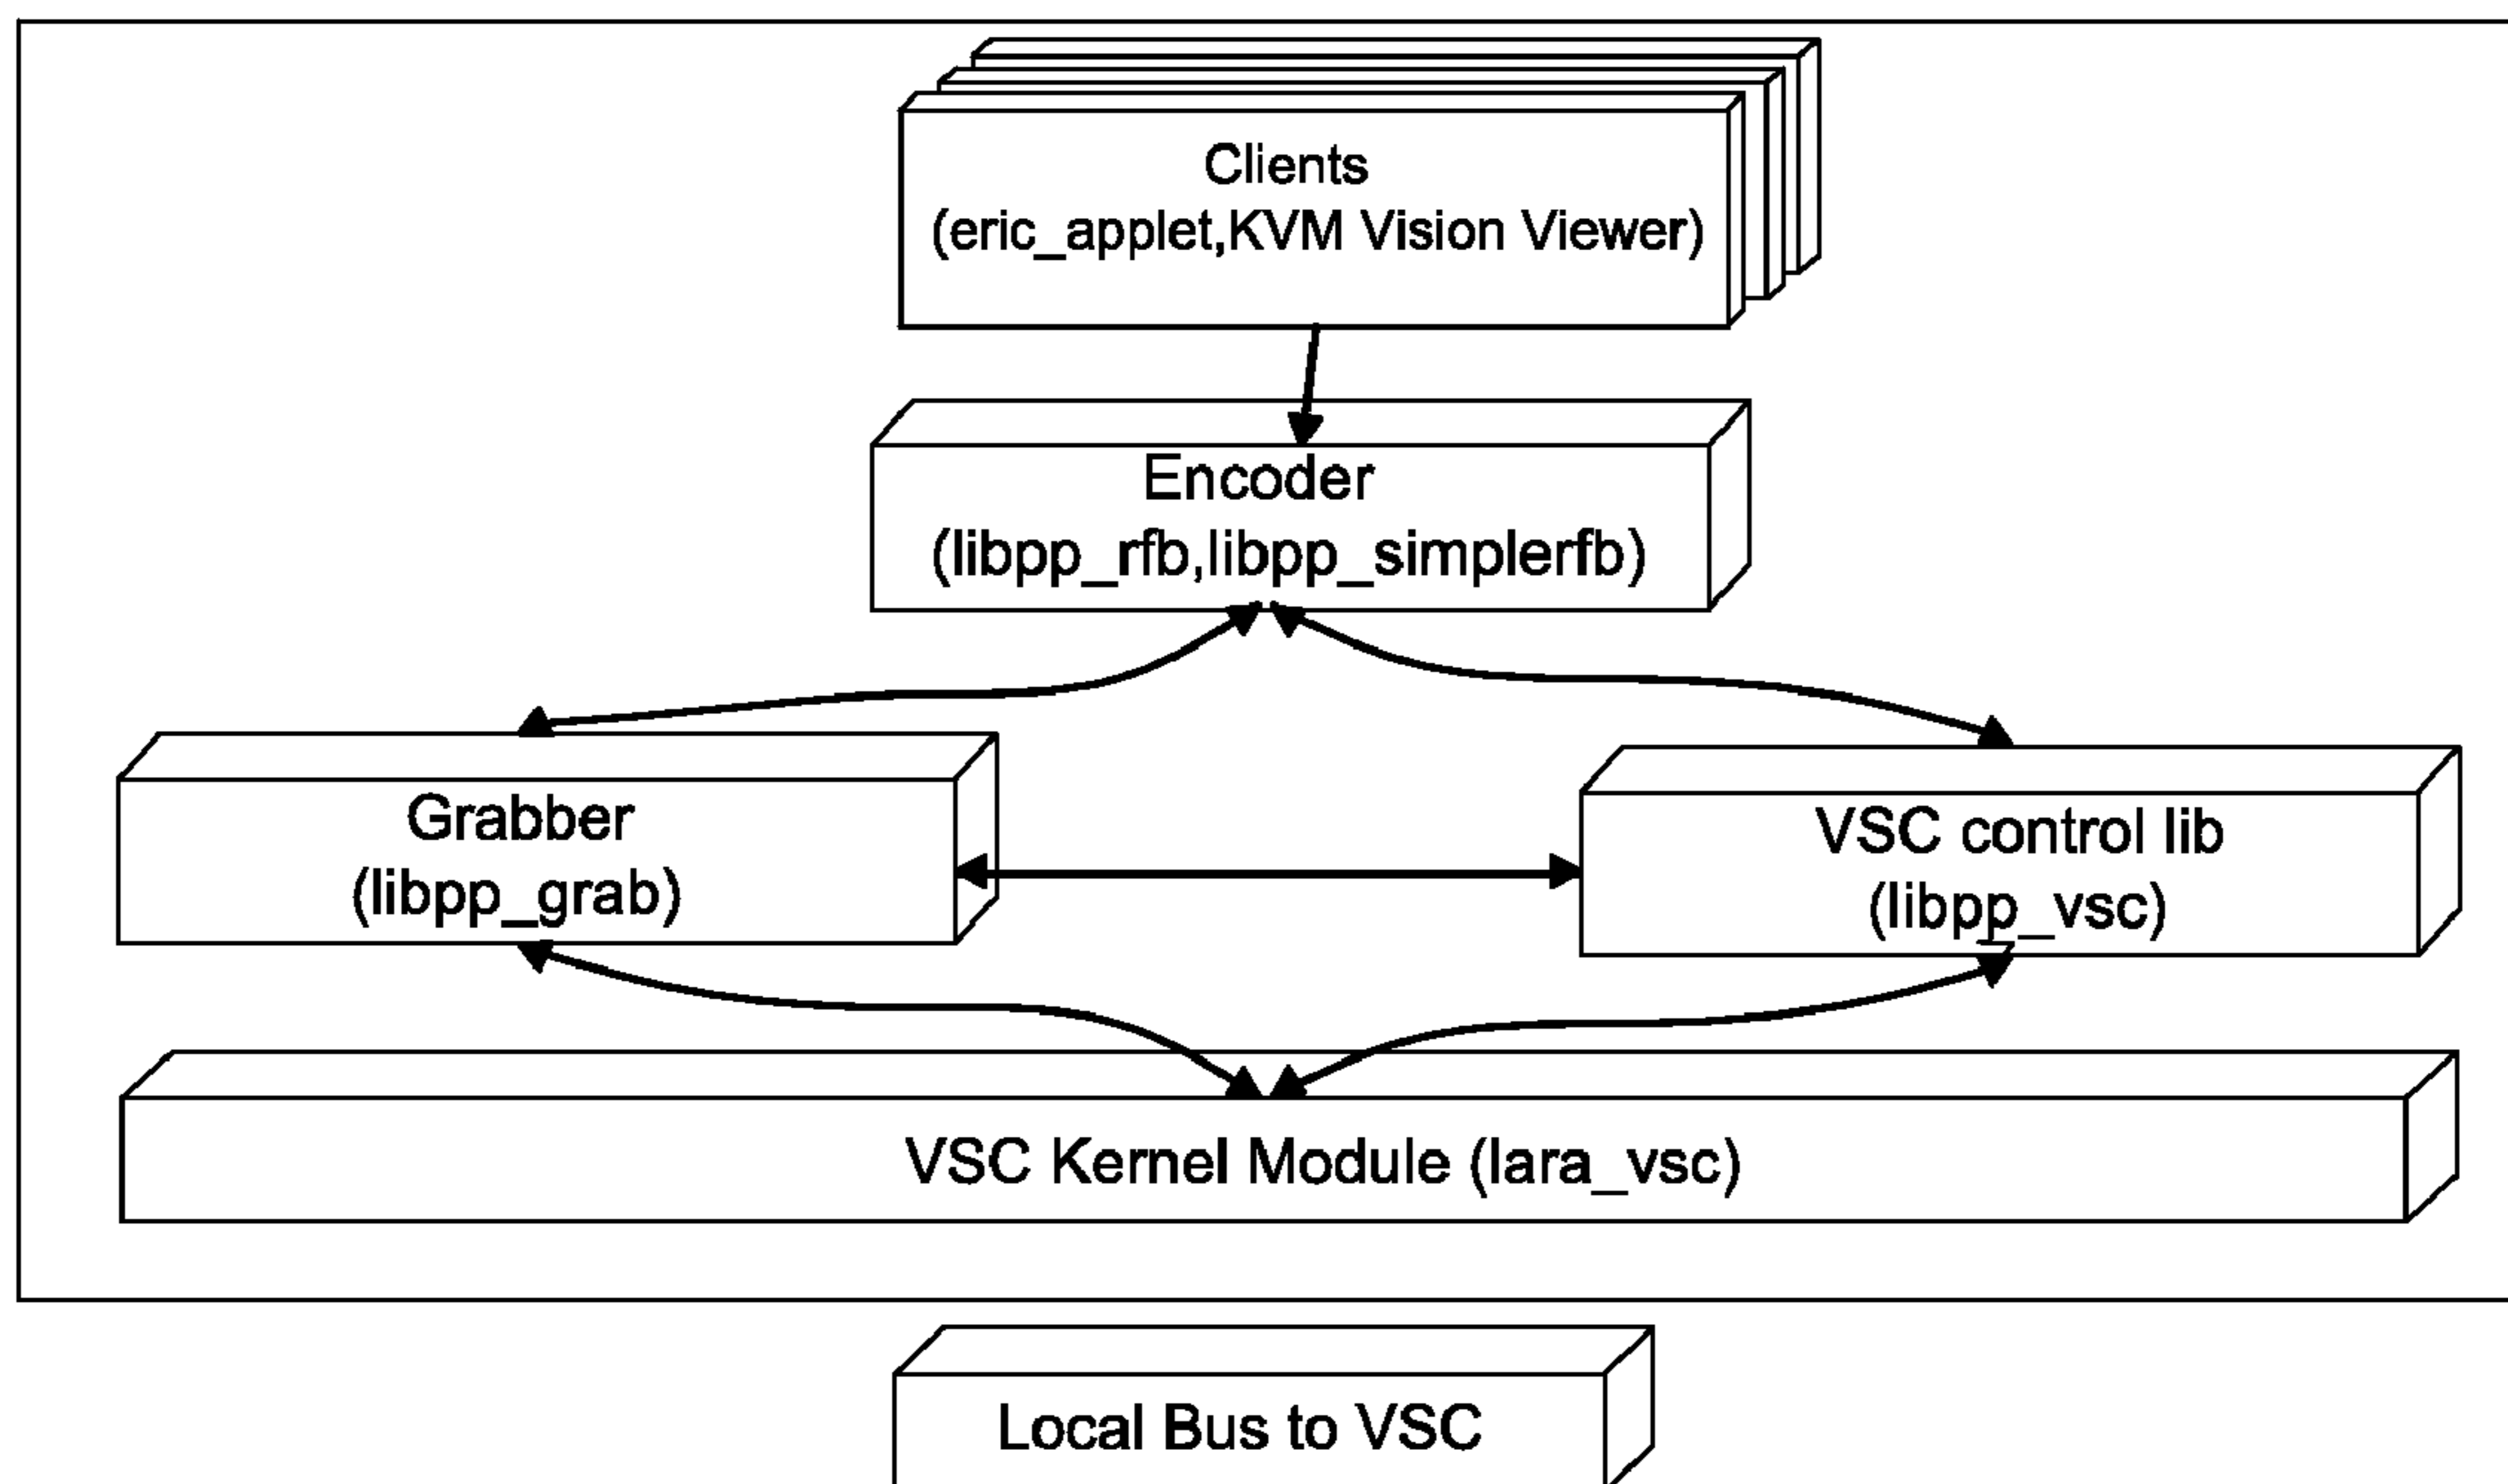 Clients
(eric_applet,KVM Vision Viewer)
Encoder
(libpp_rfb,libpp_simplerfb)
Grabber
(libpp_grab)
VSC control lib
(libpp_vsc)
VSC Kernel Module (lara_vsc)
Local Bus to VSC